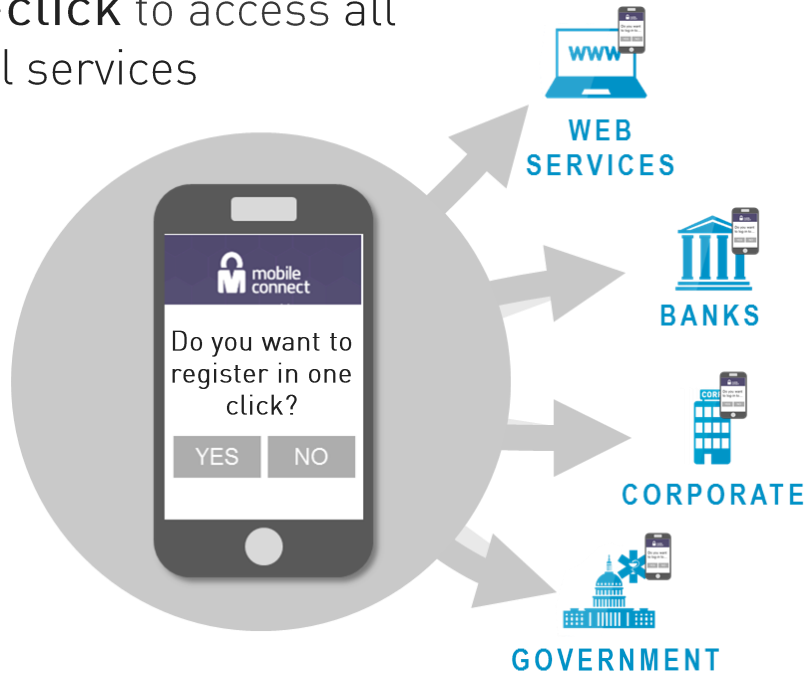 click to access all
l services
mobile
connect
Do you want to
register in one
click?
YES NO
WWW
WEB
SERVICES
BANKS
CORPORATE
GOVERNMENT